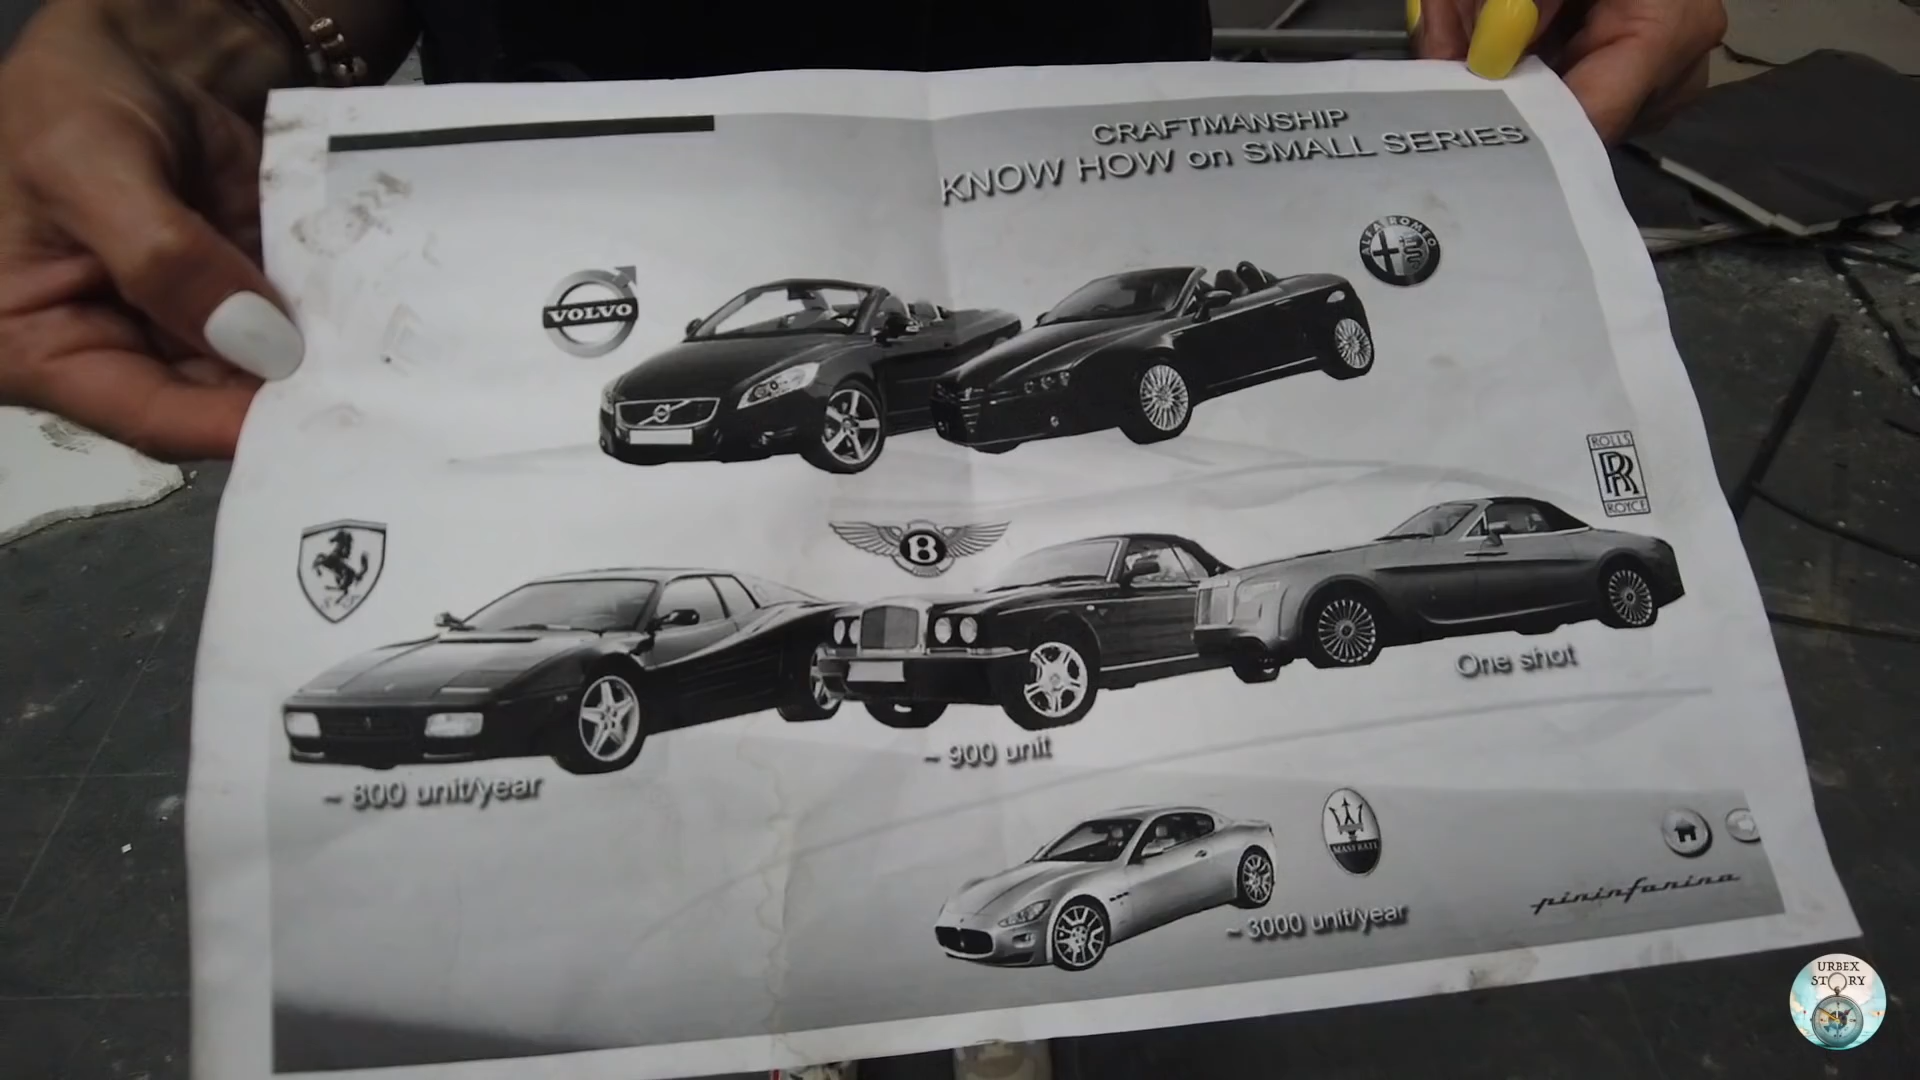 CRAFTMANSHIP
KNOW HOW on SMALL SERIES
VOLVO
ALFA ROMEO
ROLLS
RR
ROYCE
B
~ 800 unit/year
~ 900 unit
One shot
MASERATI
~ 3000 unit/year
pininfarina
URBEX
STORY